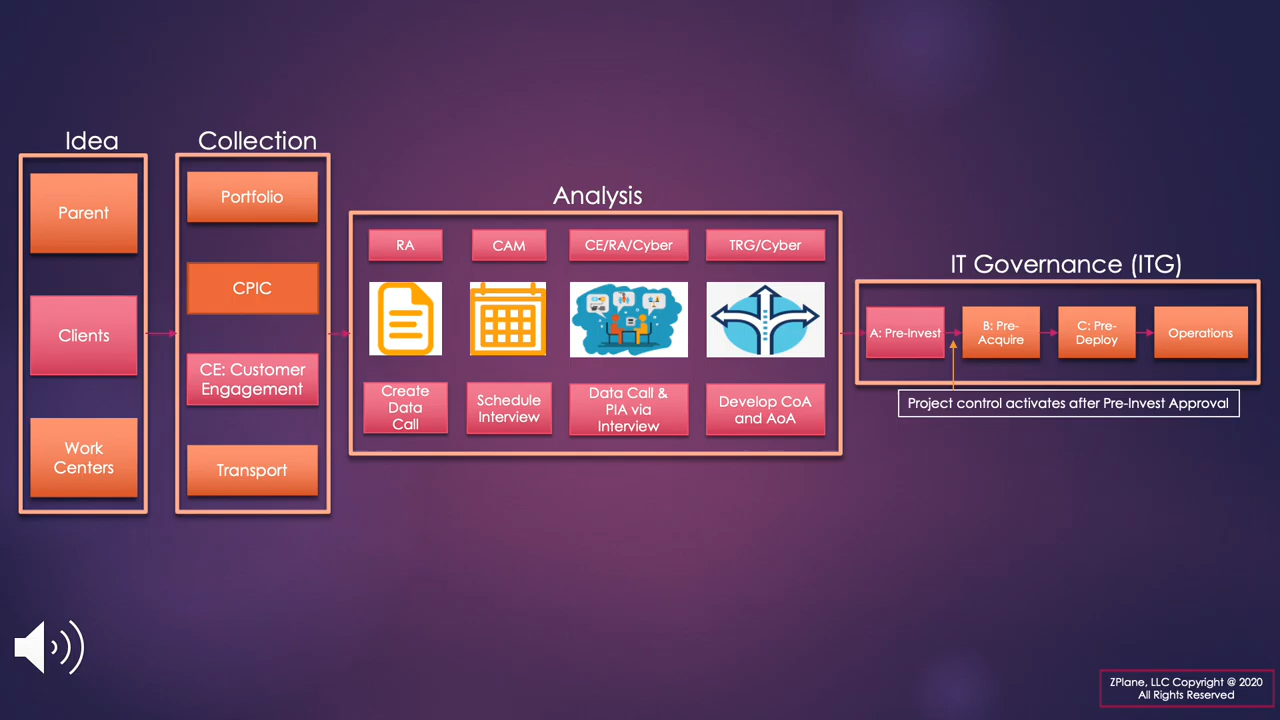 Idea
Parent
Clients
Work
Centers
Collection
Portfolio
CPIC
CE: Customer
Engagement
Transport
Analysis
RA
CAM
CE/RA/Cyber
TRG/Cyber
Create
Data
Call
Schedule
Interview
Data Call &
PIA via
Interview
Develop CoA
and AoA
IT Governance (ITG)
A: Pre-Invest
B: Pre-
Acquire
C: Pre-
Deploy
Operations
Project control activates after Pre-Invest Approval
ZPlane, LLC Copyright @ 2020
All Rights Reserved